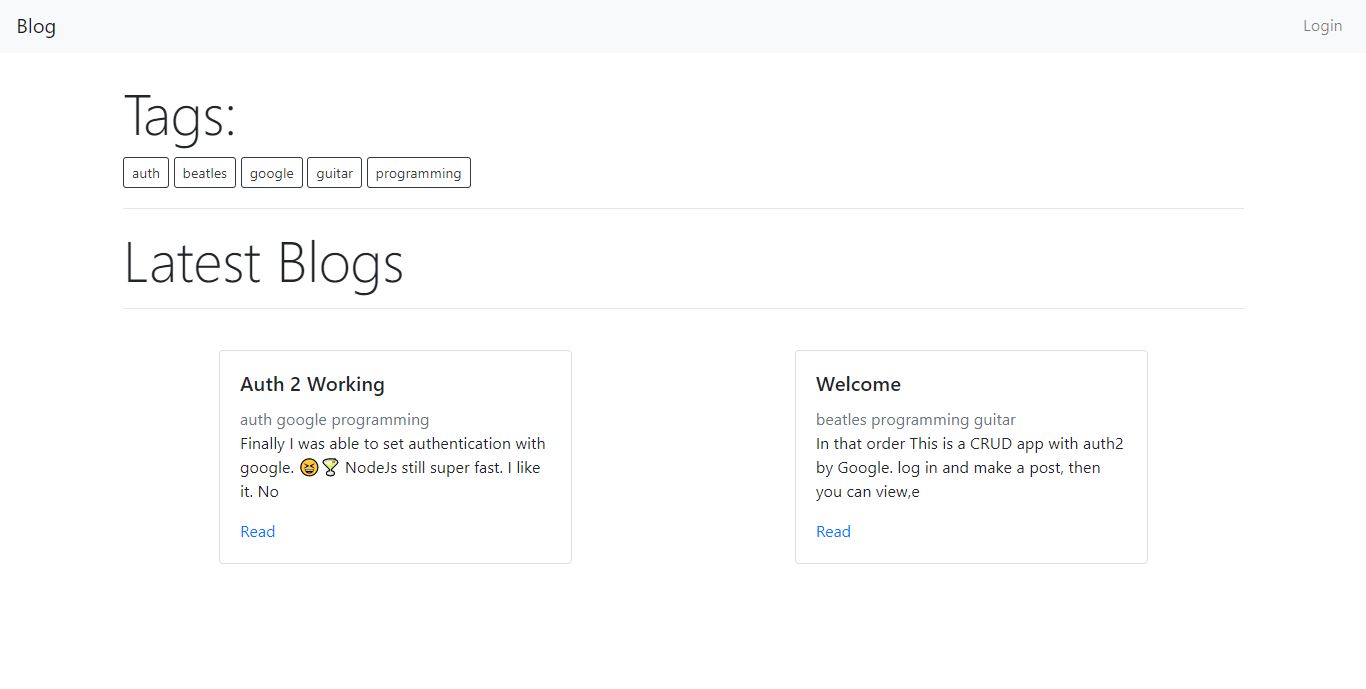 Blog
Login
Tags:
auth beatles google guitar programming
Latest Blogs
Auth 2 Working
auth google programming
Finally I was able to set authentication with
google. 😆🏆 NodeJs still super fast. I like
it. No
Read
Welcome
beatles programming guitar
In that order This is a CRUD app with auth2
by Google. log in and make a post, then
you can view,e
Read